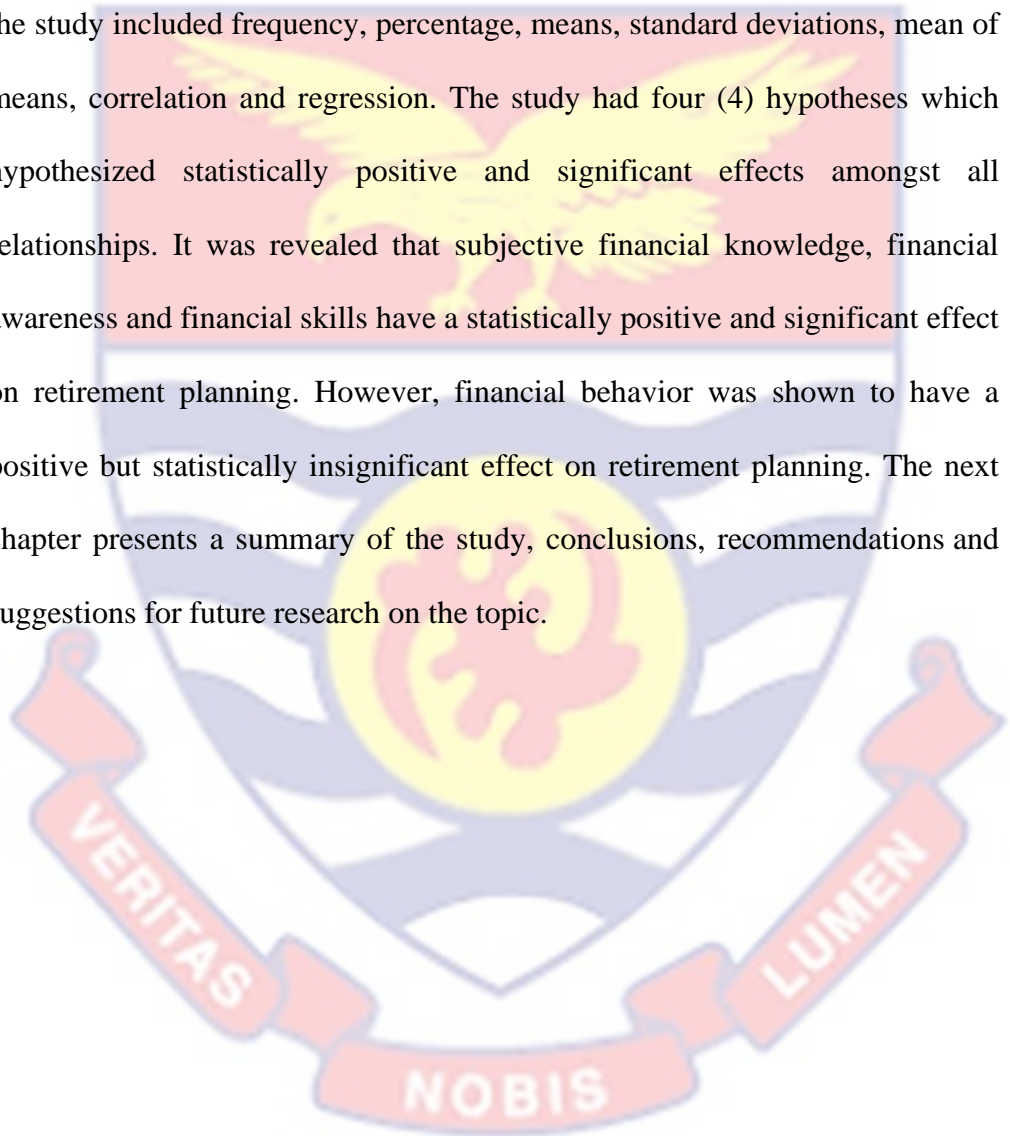 the study included frequency, percentage, means, standard deviations, mean of
means, correlation and regression. The study had four (4) hypotheses which
hypothesized statistically positive and significant effects amongst all
relationships. It was revealed that subjective financial knowledge, financial
awareness and financial skills have a statistically positive and significant effect
on retirement planning. However, financial behavior was shown to have a
positive but statistically insignificant effect on retirement planning. The next
chapter presents a summary of the study, conclusions, recommendations and
suggestions for future research on the topic.
VERITAS
NOBIS
LUMEN